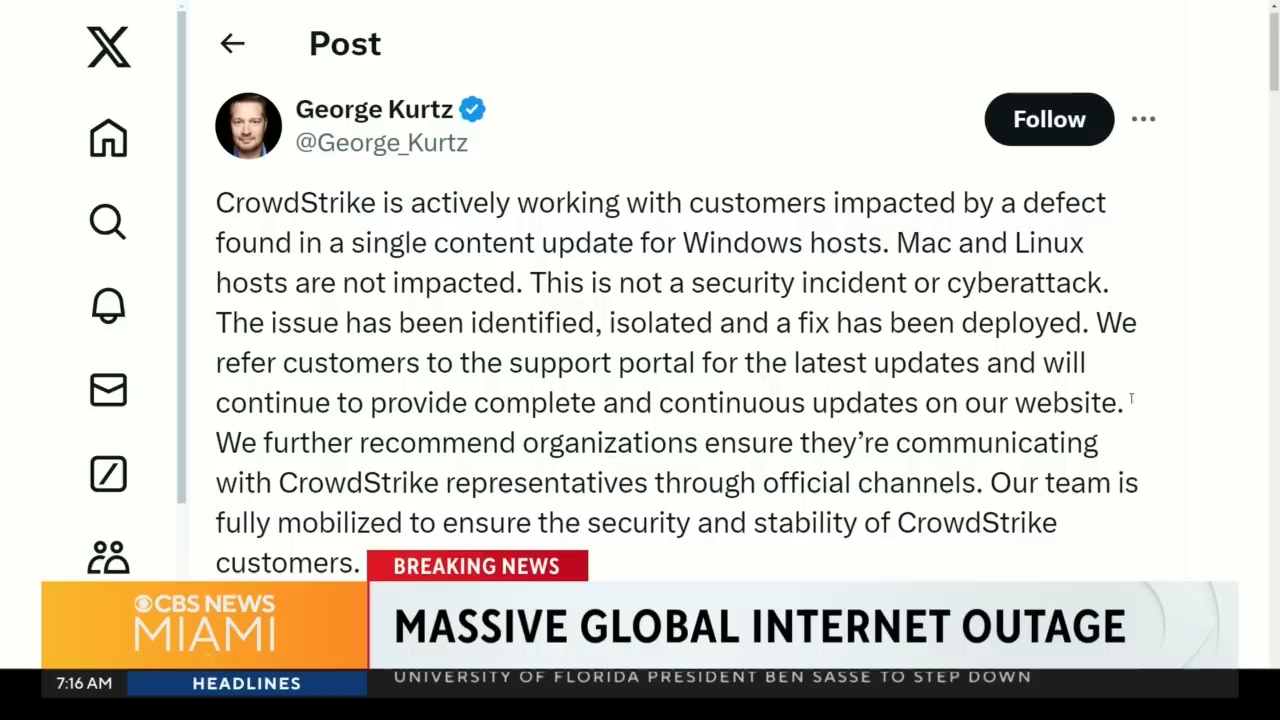 Post
George Kurtz
@George_Kurtz
Follow
CrowdStrike is actively working with customers impacted by a defect
found in a single content update for Windows hosts. Mac and Linux
hosts are not impacted. This is not a security incident or cyberattack.
The issue has been identified, isolated and a fix has been deployed. We
refer customers to the support portal for the latest updates and will
continue to provide complete and continuous updates on our website.
We further recommend organizations ensure they’re communicating
with CrowdStrike representatives through official channels. Our team is
fully mobilized to ensure the security and stability of CrowdStrike
customers.
BREAKING NEWS
CBS NEWS
MIAMI
MASSIVE GLOBAL INTERNET OUTAGE
7:16 AM
HEADLINES
UNIVERSITY OF FLORIDA PRESIDENT BEN SASSE TO STEP DOWN